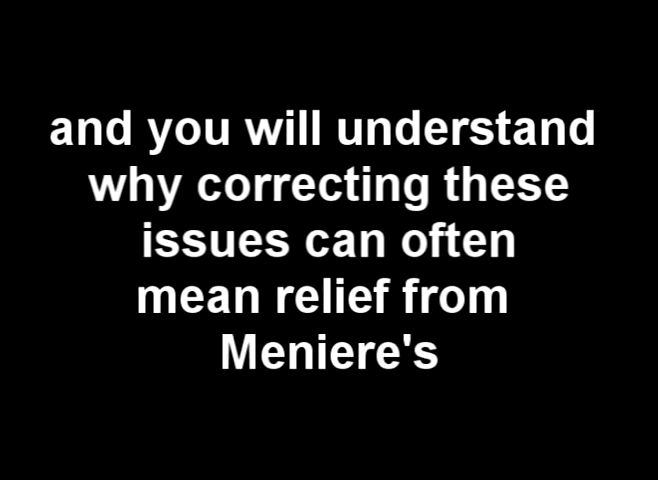 and you will understand
why correcting these
issues can often
mean relief from
Meniere's